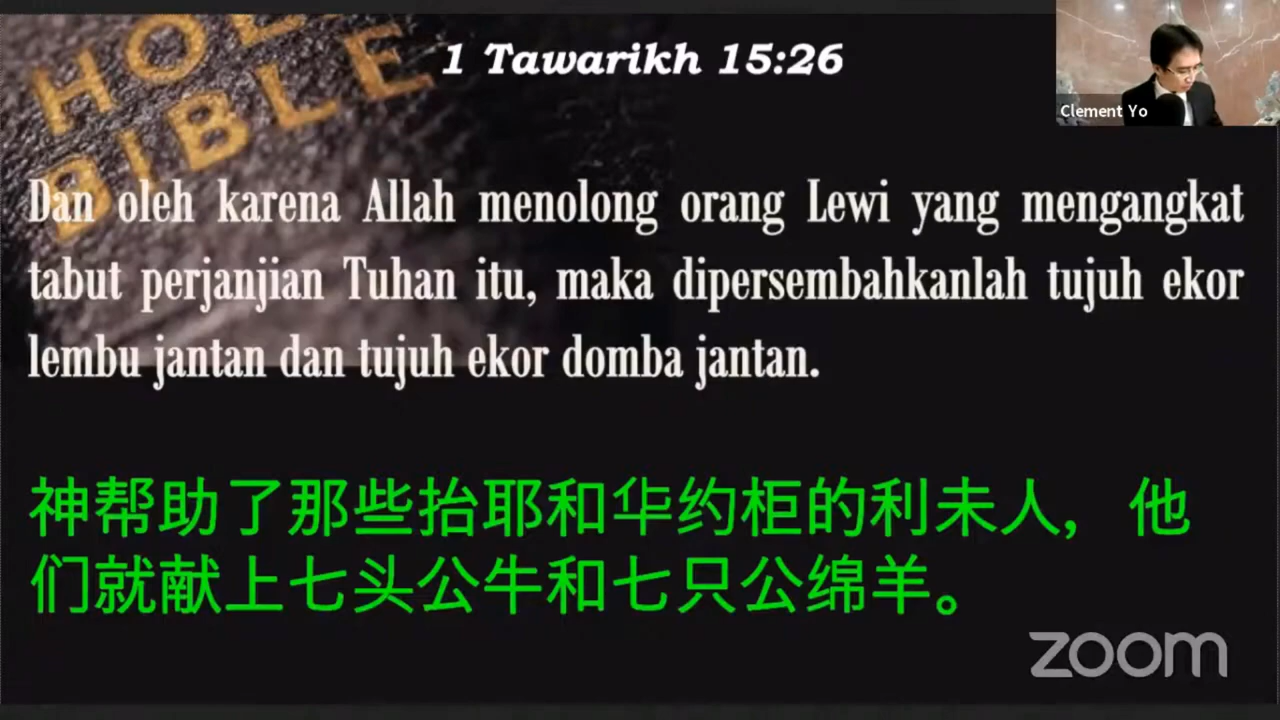 HOLY
BIBLE
1 Tawarikh 15:26
Clement Yo
Dan oleh karena Allah menolong orang Lewi yang mengangkat
tabut perjanjian Tuhan itu, maka dipersembahkanlah tujuh ekor
lembu jantan dan tujuh ekor domba jantan.
神帮助了那些抬耶和华约柜的利未人, 他
们就献上七头公牛和七只公绵羊。
zoom